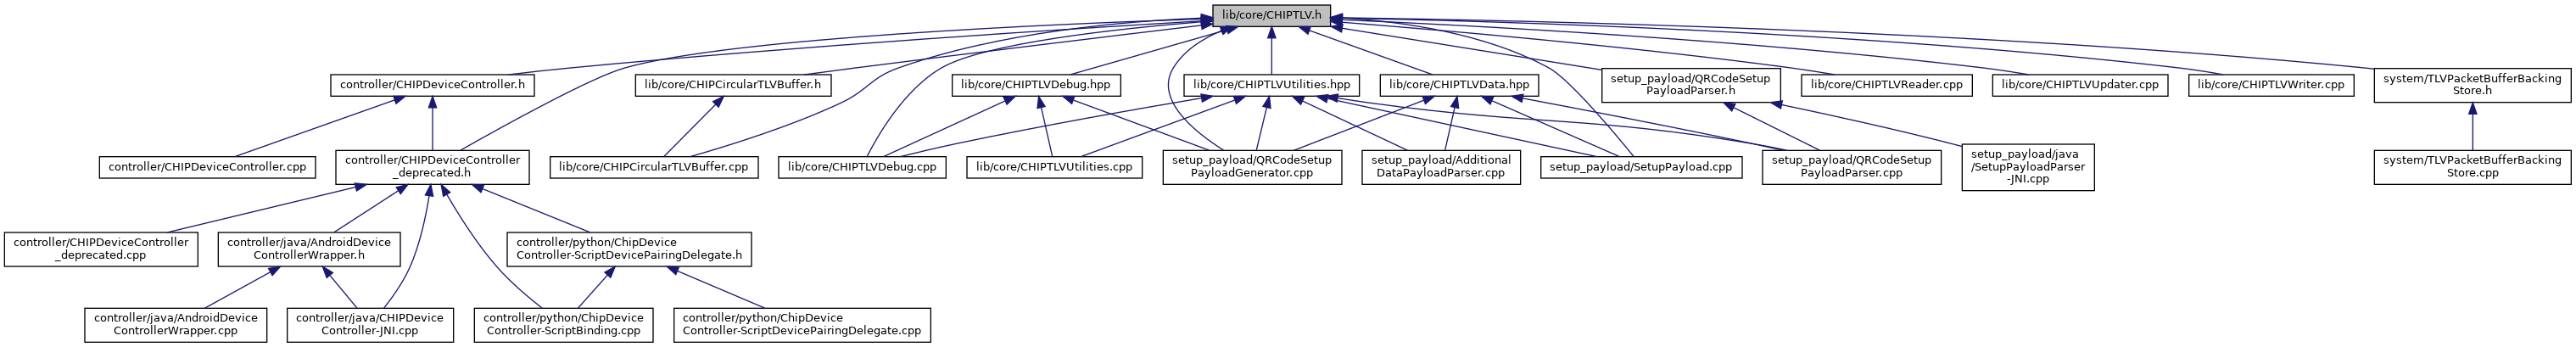 lib/core/CHIPTLV.h
controller/CHIPDeviceController.h
lib/core/CHIPCircularTLVBuffer.h
lib/core/CHIPTLVDebug.hpp
lib/core/CHIPTLVUtilities.hpp
lib/core/CHIPTLVData.hpp
setup_payload/QRCodeSetup
PayloadParser.h
lib/core/CHIPTLVReader.cpp
lib/core/CHIPTLVUpdater.cpp
lib/core/CHIPTLVWriter.cpp
system/TLVPacketBufferBacking
Store.h
controller/CHIPDeviceController.cpp
controller/CHIPDeviceController
_deprecated.h
lib/core/CHIPCircularTLVBuffer.cpp
lib/core/CHIPTLVDebug.cpp
lib/core/CHIPTLVUtilities.cpp
setup_payload/QRCodeSetup
PayloadGenerator.cpp
setup_payload/Additional
DataPayloadParser.cpp
setup_payload/SetupPayload.cpp
setup_payload/QRCodeSetup
PayloadParser.cpp
setup_payload/java
/SetupPayloadParser
-JNI.cpp
system/TLVPacketBufferBacking
Store.cpp
controller/CHIPDeviceController
_deprecated.cpp
controller/java/AndroidDevice
ControllerWrapper.h
controller/python/ChipDevice
Controller-ScriptDevicePairingDelegate.h
controller/java/AndroidDevice
ControllerWrapper.cpp
controller/java/CHIPDevice
Controller-JNI.cpp
controller/python/ChipDevice
Controller-ScriptBinding.cpp
controller/python/ChipDevice
Controller-ScriptDevicePairingDelegate.cpp